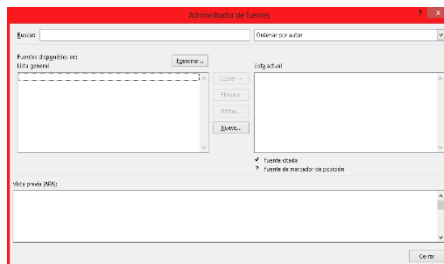 Administrador de fuentes
? x
Buscar:
Ordenar por autor
Fuentes disponibles en:
Lista general
Examinar...
Lista actual
Copiar ->
Eliminar
Editar...
Nuevo...
✓ fuente citada
? fuente de marcador de posición
Vista previa (APA):
Cerrar